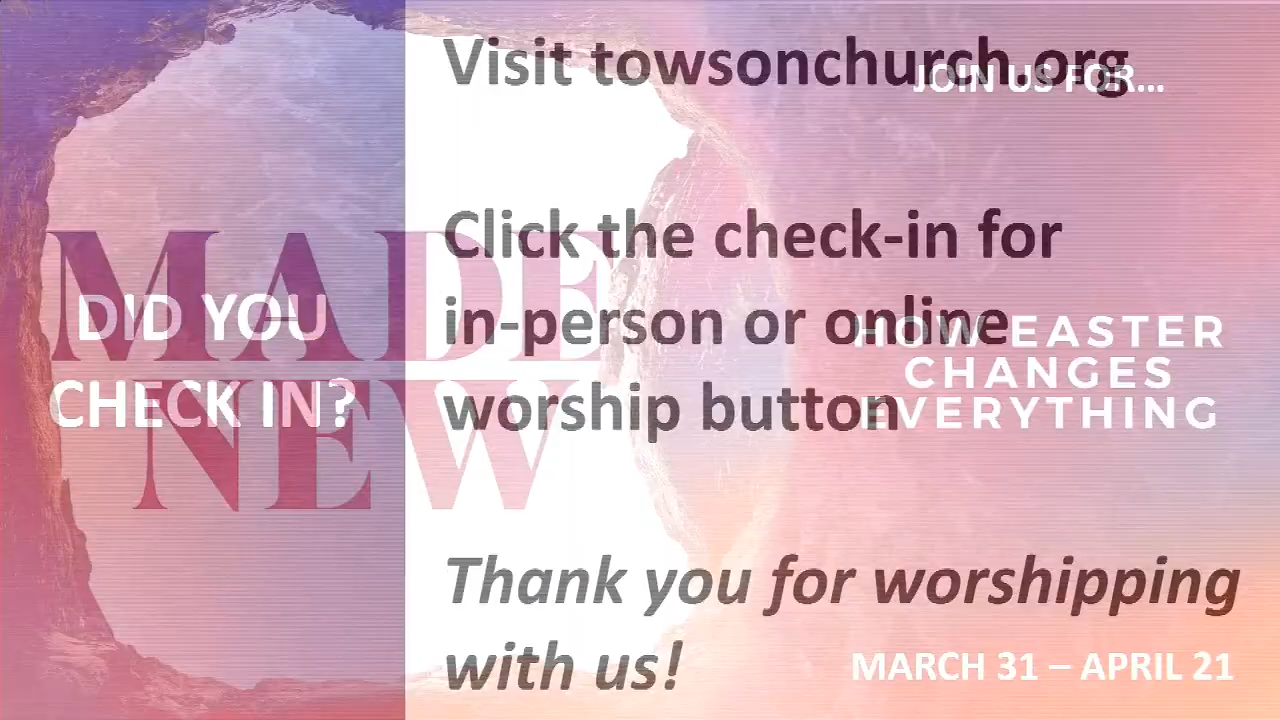 Visit towsonchurch.org
Click the check-in for
in-person or online
worship button
Thank you for worshipping
with us!
DID YOU
CHECK IN?
MADE
NEW
JOIN US FOR...
HOW EASTER
CHANGES
EVERYTHING
MARCH 31 – APRIL 21